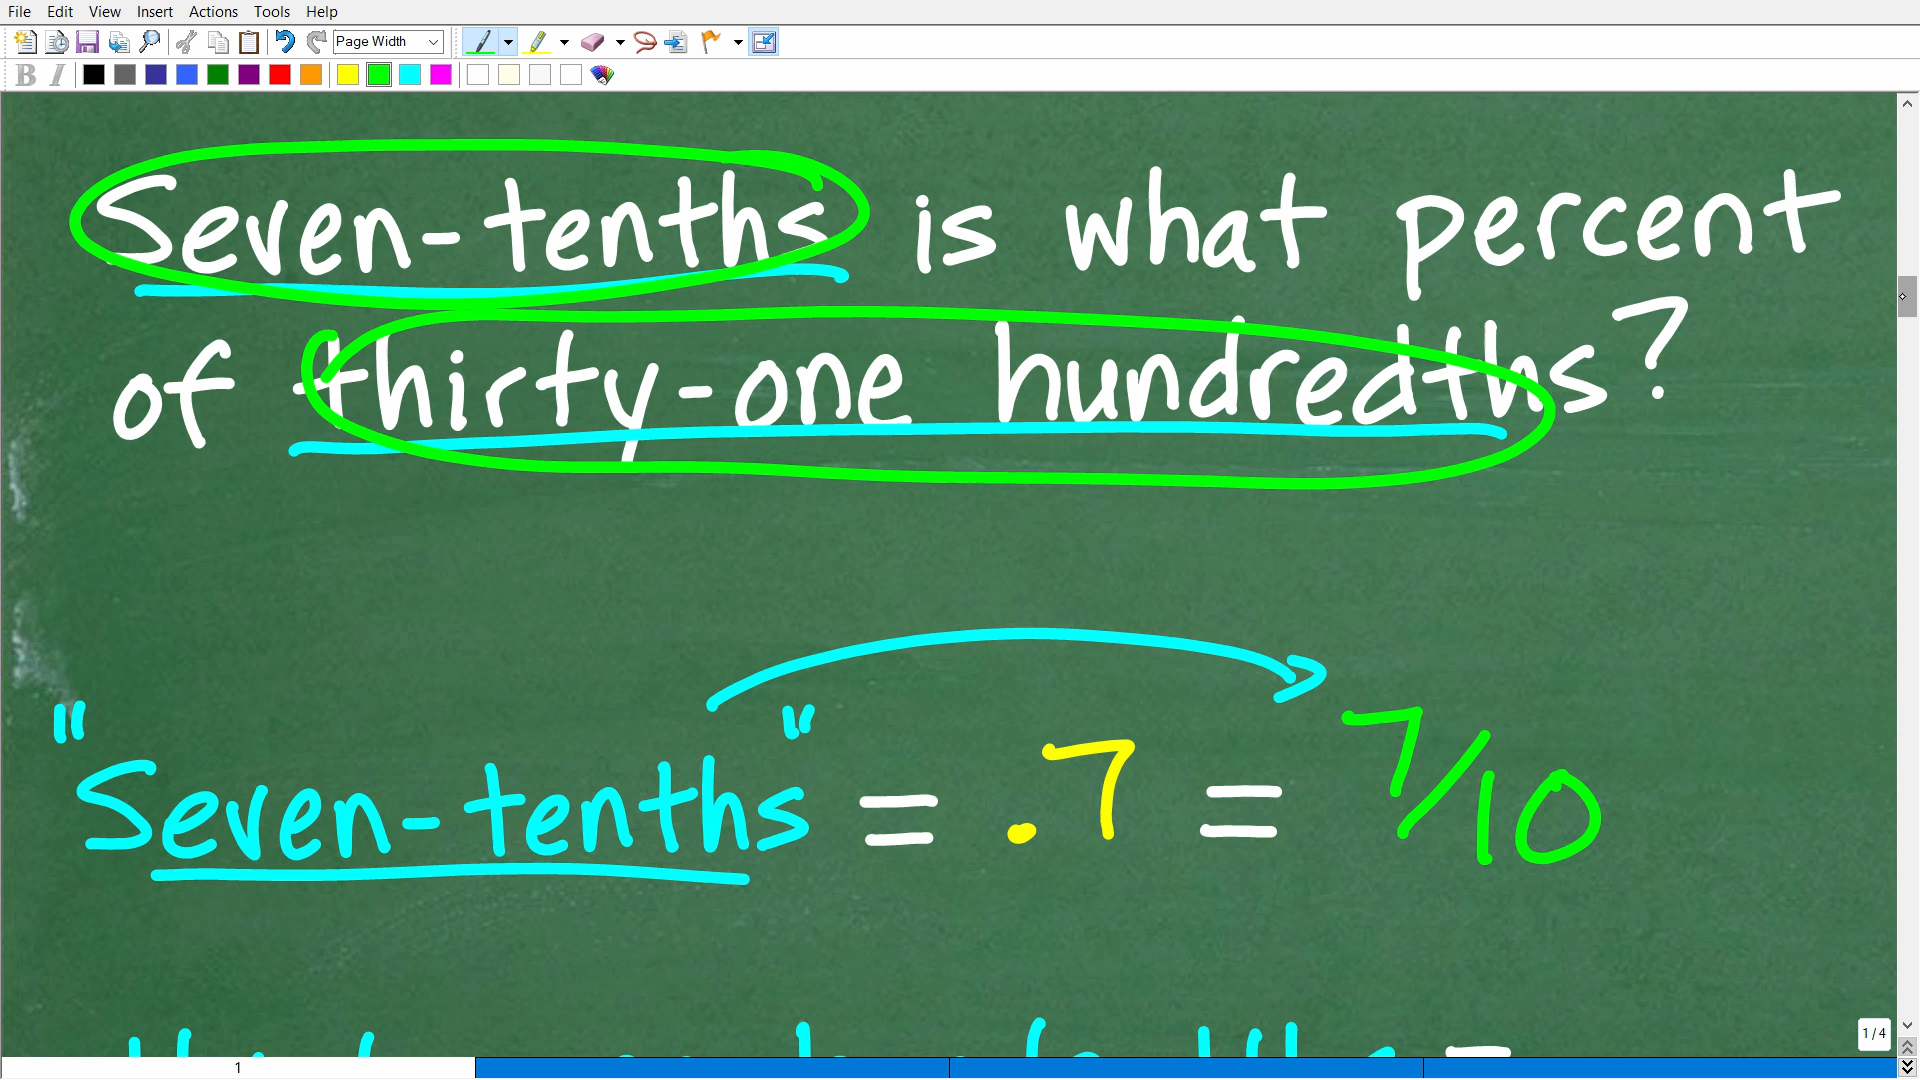 File Edit View Insert Actions Tools Help
Page Width
B I
Seven-tenths is what percent
of thirty-one hundredths?
"Seven-tenths" = .7 = 7/10
1 / 4
1